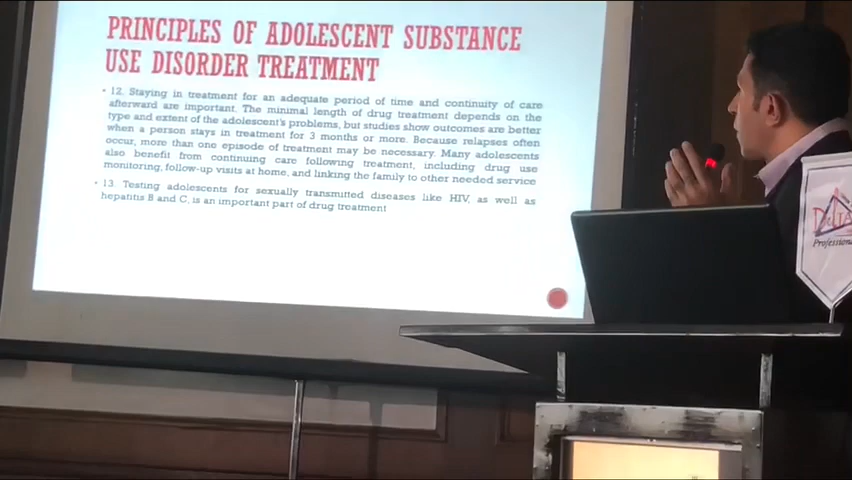 PRINCIPLES OF ADOLESCENT SUBSTANCE
USE DISORDER TREATMENT
• 12. Staying in treatment for an adequate period of time and continuity of care
afterward are important. The minimal length of drug treatment depends on the
type and extent of the adolescent's problems, but studies show outcomes are better
when a person stays in treatment for 3 months or more. Because relapses often
occur, more than one episode of treatment may be necessary. Many adolescents
also benefit from continuing care following treatment, including drug use
monitoring, follow-up visits at home, and linking the family to other needed service
• 13. Testing adolescents for sexually transmitted diseases like HIV, as well as
hepatitis B and C, is an important part of drug treatment